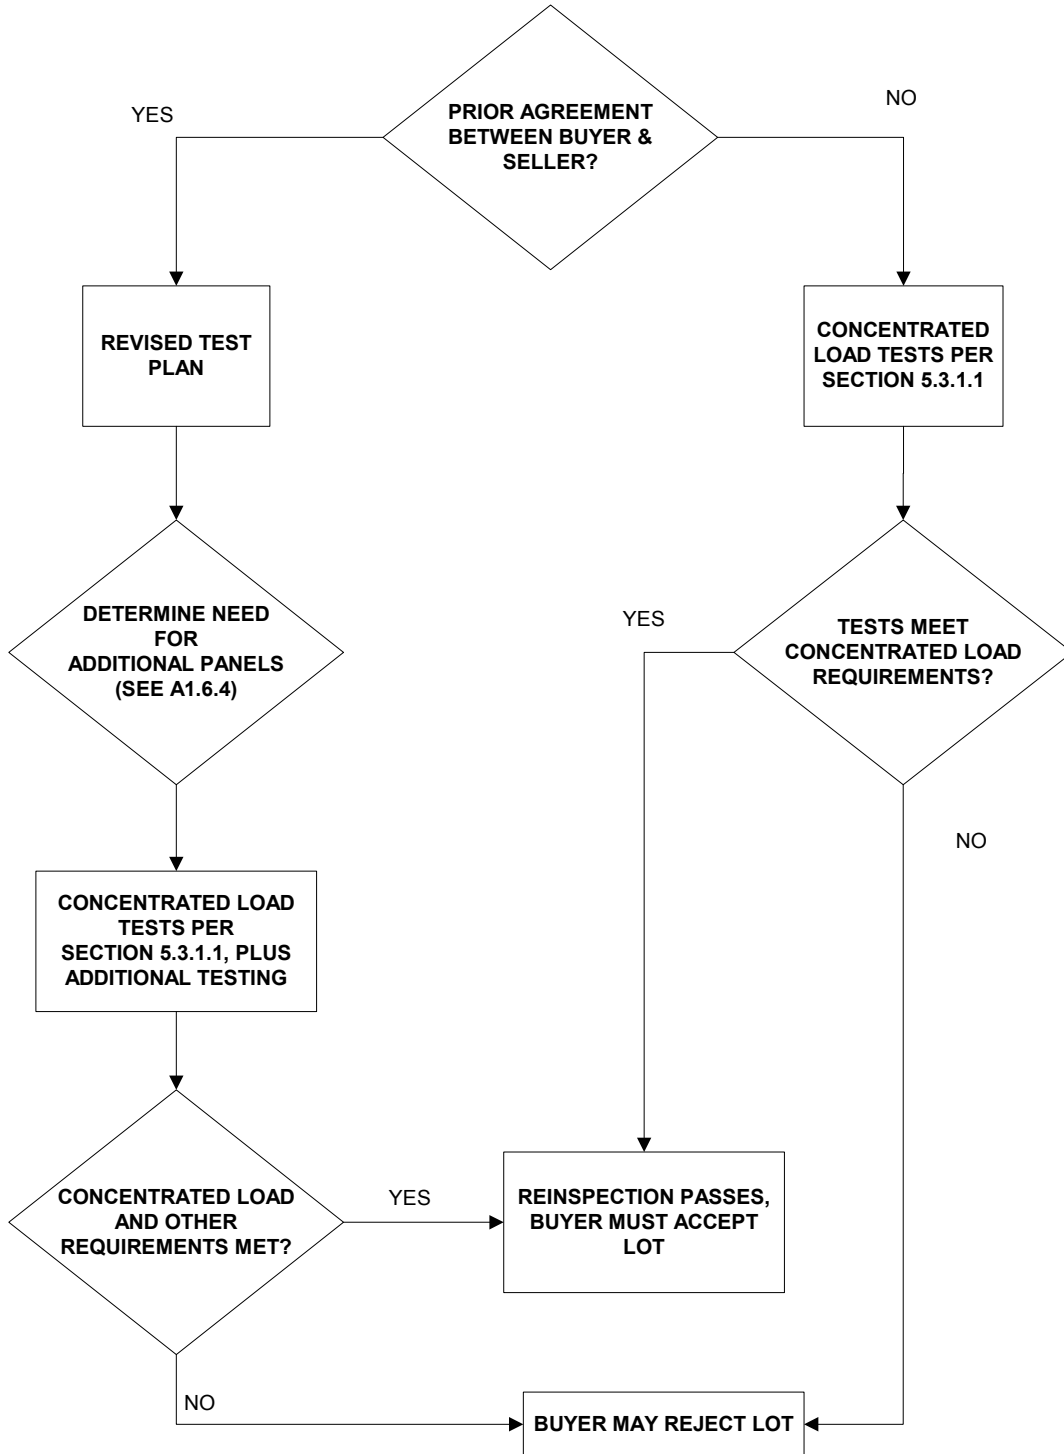 PRIOR AGREEMENT
BETWEEN BUYER &
SELLER?
YES
NO
REVISED TEST
PLAN
CONCENTRATED
LOAD TESTS PER
SECTION 5.3.1.1
DETERMINE NEED
FOR
ADDITIONAL PANELS
(SEE A1.6.4)
YES
TESTS MEET
CONCENTRATED LOAD
REQUIREMENTS?
NO
CONCENTRATED LOAD
TESTS PER
SECTION 5.3.1.1, PLUS
ADDITIONAL TESTING
CONCENTRATED LOAD
AND OTHER
REQUIREMENTS MET?
YES
REINSPECTION PASSES,
BUYER MUST ACCEPT
LOT
NO
BUYER MAY REJECT LOT